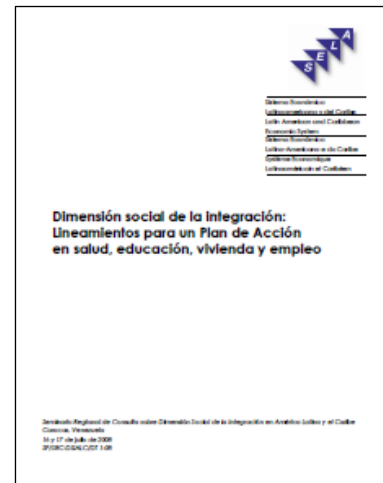 SELA
Sistema Económico
Latinoamericano y del Caribe
Latin American and Caribbean
Economic System
Sistema Económico
Latino-Americano e do Caribe
Système Economique
Latinoaméricain et Caribéen
Dimensión social de la integración:
Lineamientos para un Plan de Acción
en salud, educación, vivienda y empleo
Seminario Regional de Consulta sobre Dimensión Social de la Integración en América Latina y el Caribe
Caracas, Venezuela
16 y 17 de julio de 2008